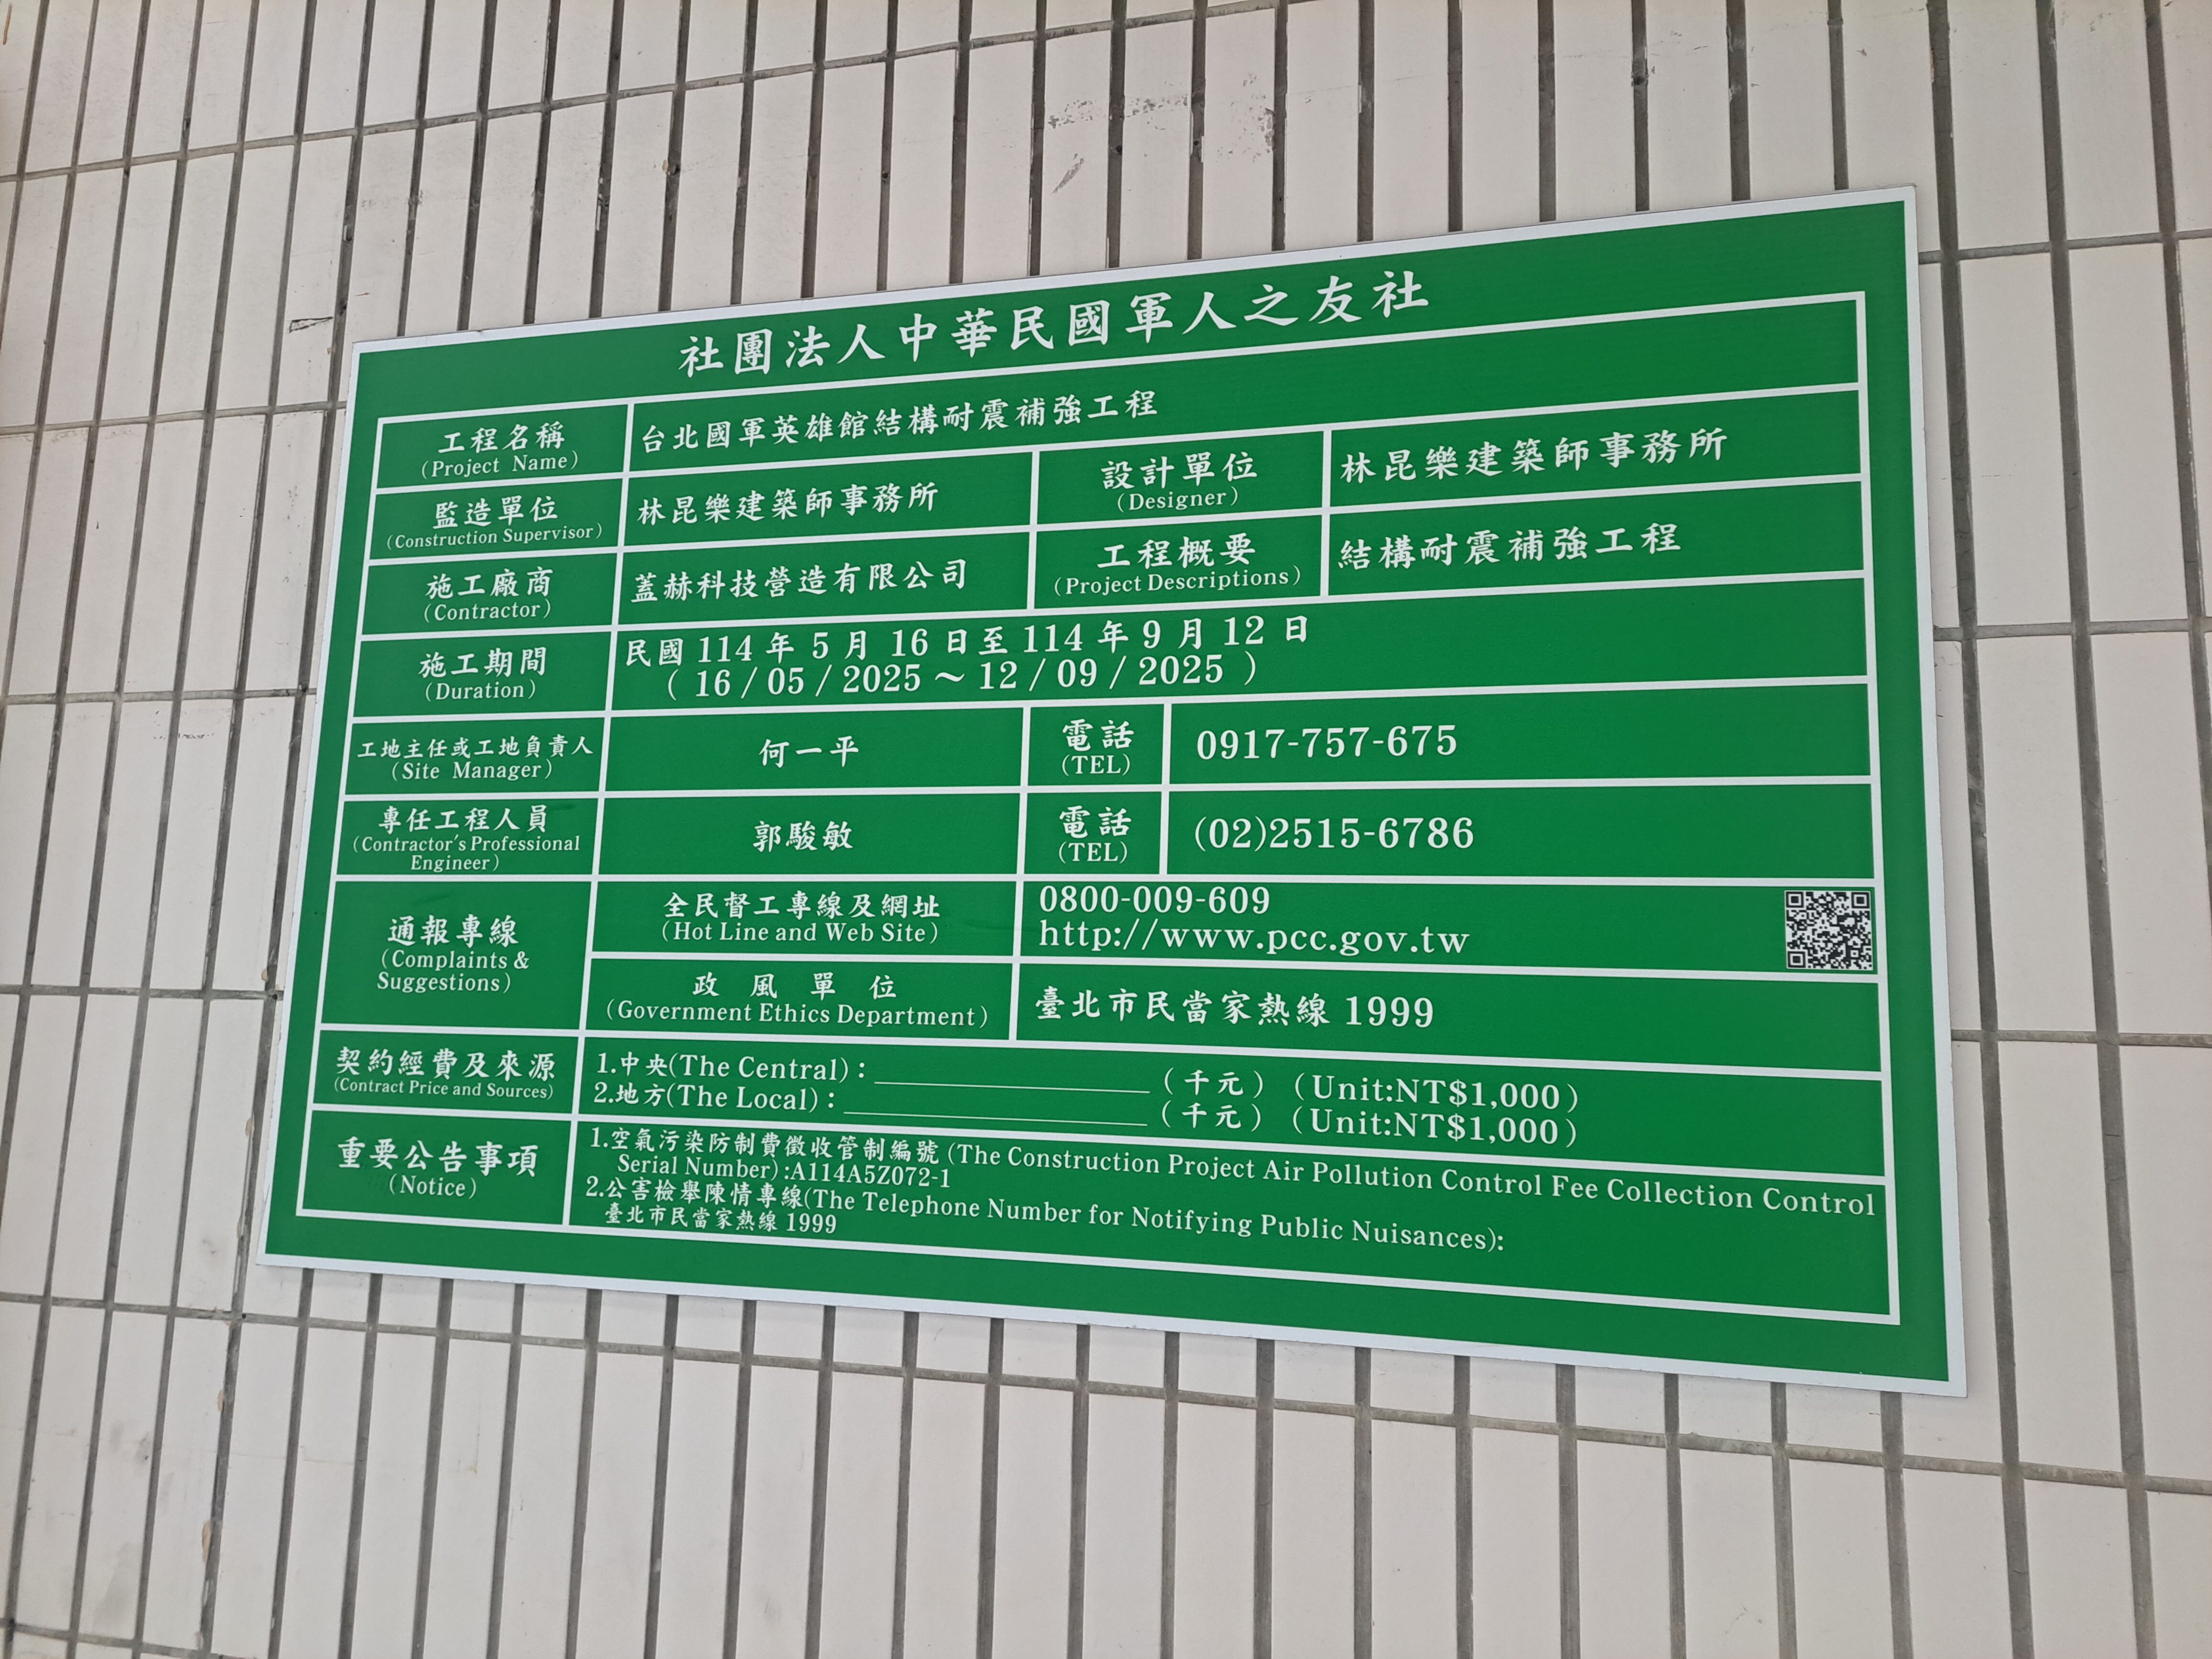 社團法人中華民國軍人之友社
工程名稱
(Project Name)
台北國軍英雄館結構耐震補強工程
監造單位
(Construction Supervisor)
林昆樂建築師事務所
設計單位
(Designer)
林昆樂建築師事務所
施工廠商
(Contractor)
蓋赫科技營造有限公司
工程概要
(Project Descriptions)
結構耐震補強工程
施工期間
(Duration)
民國 114 年 5 月 16 日至 114 年 9 月 12 日
( 16 / 05 / 2025 ～ 12 / 09 / 2025 )
工地主任或工地負責人
(Site Manager)
何一平
電話
(TEL)
0917-757-675
專任工程人員
(Contractor's Professional
Engineer)
郭駿敏
電話
(TEL)
(02)2515-6786
通報專線
(Complaints &
Suggestions)
全民督工專線及網址
(Hot Line and Web Site)
0800-009-609
http://www.pcc.gov.tw
政風單位
(Government Ethics Department)
臺北市民當家熱線 1999
契約經費及來源
(Contract Price and Sources)
1.中央(The Central)：＿＿＿＿＿＿＿＿（千元）（Unit:NT$1,000）
2.地方(The Local)：＿＿＿＿＿＿＿＿＿（千元）（Unit:NT$1,000）
重要公告事項
(Notice)
1.空氣污染防制費徵收管制編號(The Construction Project Air Pollution Control Fee Collection Control
Serial Number):A114A5Z072-1
2.公害檢舉陳情專線(The Telephone Number for Notifying Public Nuisances):
臺北市民當家熱線 1999